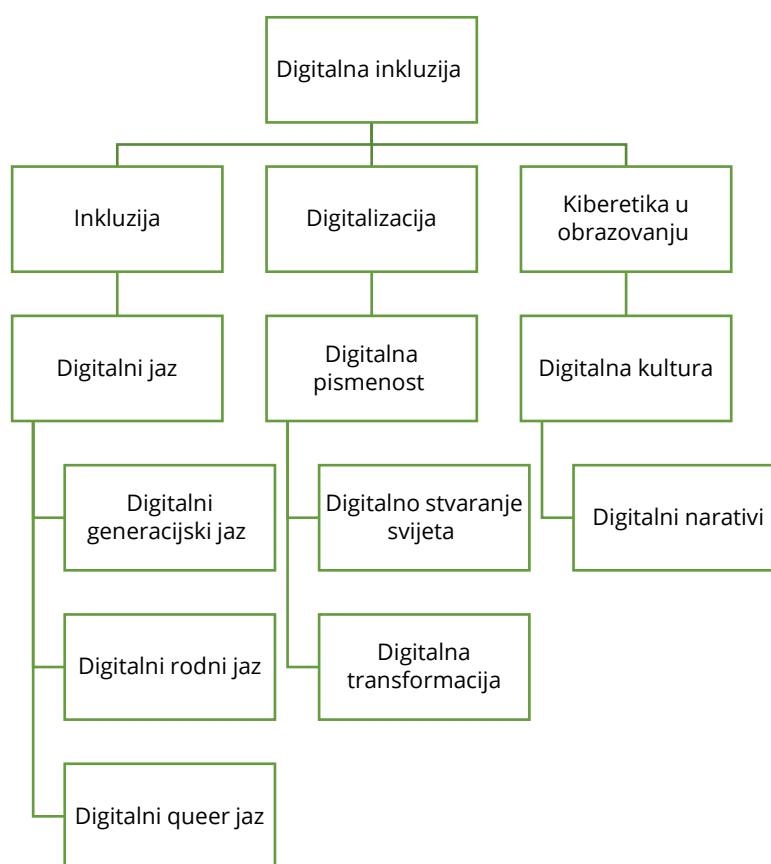 Digitalna inkluzija
Inkluzija
Digitalizacija
Kiberetika u
obrazovanju
Digitalni jaz
Digitalna
pismenost
Digitalna kultura
Digitalni
generacijski jaz
Digitalno stvaranje
svijeta
Digitalni narativi
Digitalni rodni jaz
Digitalna
transformacija
Digitalni queer jaz